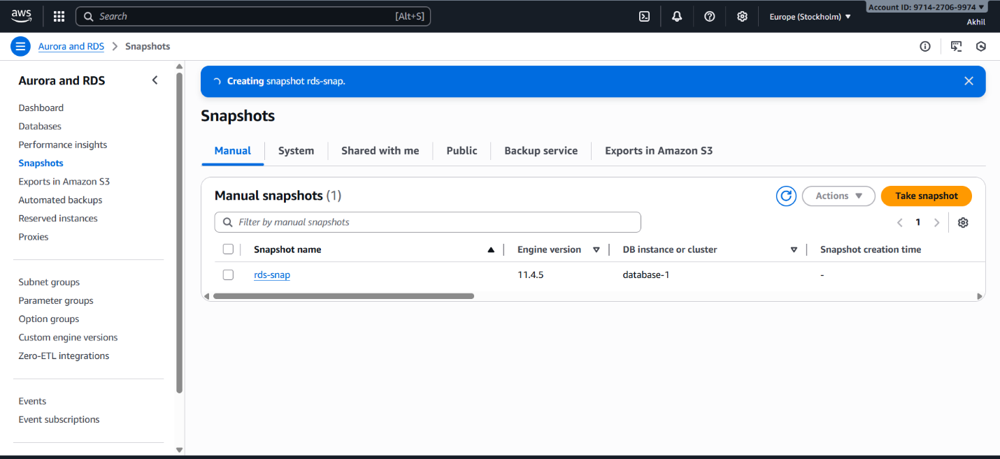 aws
Search [Alt+S]
Europe (Stockholm) ▼
Account ID: 9714-2706-9974 ▼
Akhil
Aurora and RDS > Snapshots
Aurora and RDS
Dashboard
Databases
Performance insights
Snapshots
Exports in Amazon S3
Automated backups
Reserved instances
Proxies
Subnet groups
Parameter groups
Option groups
Custom engine versions
Zero-ETL integrations
Events
Event subscriptions
Creating snapshot rds-snap.
Snapshots
Manual System Shared with me Public Backup service Exports in Amazon S3
Manual snapshots (1)
Actions ▼ Take snapshot
Filter by manual snapshots
< 1 >
Snapshot name Engine version DB instance or cluster Snapshot creation time
rds-snap 11.4.5 database-1 -